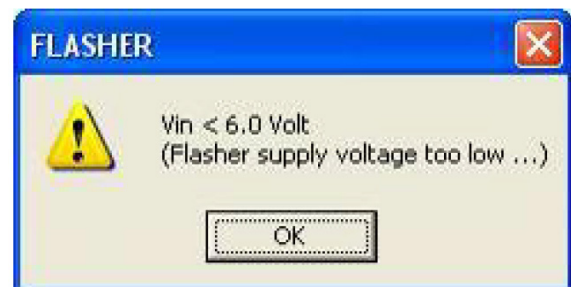 FLASHER
Vin < 6.0 Volt
(Flasher supply voltage too low ...)
OK